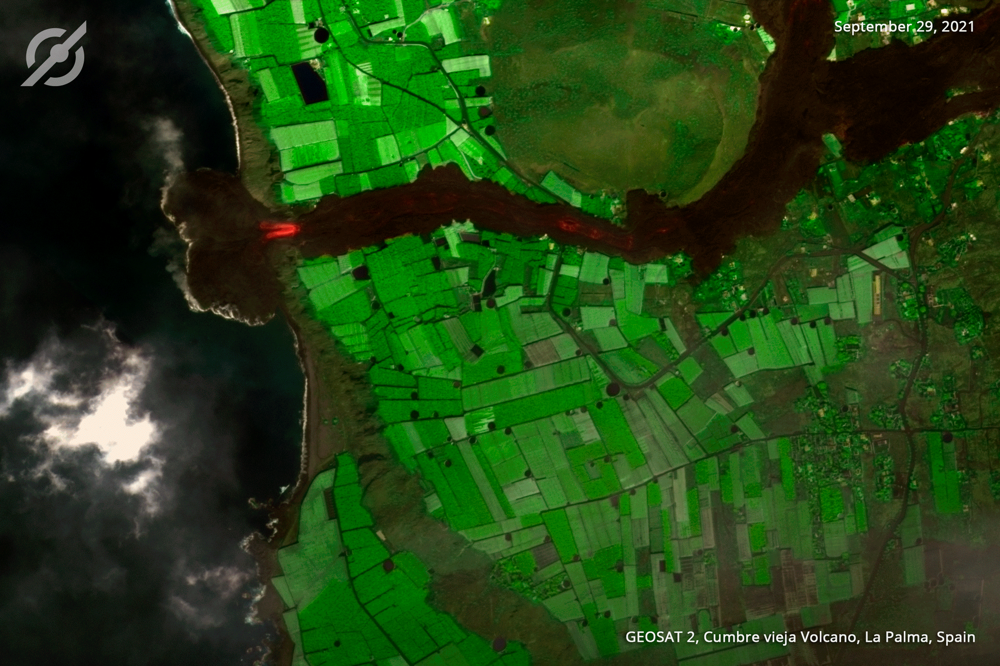 September 29, 2021
GEOSAT 2, Cumbre vieja Volcano, La Palma, Spain